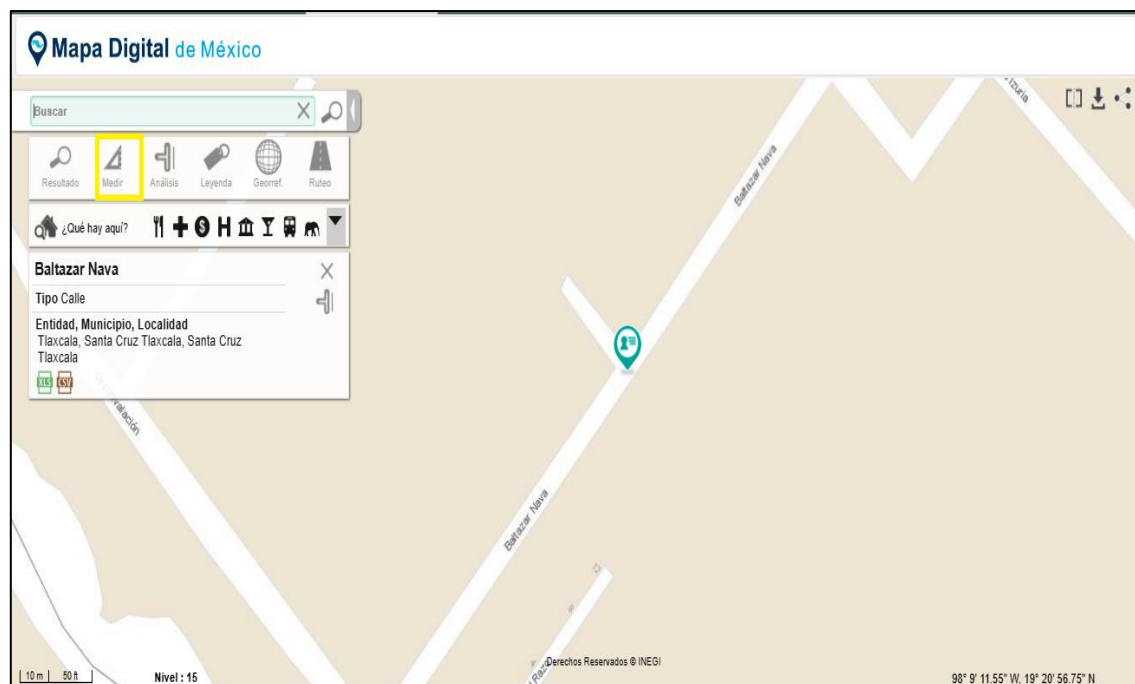 Mapa Digital de México
Buscar
Resultado Medir Análisis Leyenda Georref. Ruteo
¿Qué hay aquí?
Baltazar Nava
Tipo Calle
Entidad, Municipio, Localidad
Tlaxcala, Santa Cruz Tlaxcala, Santa Cruz
Tlaxcala
XLS CSV
Baltazar Nava
Baltazar Nava
Derechos Reservados © INEGI
10 m 50 ft
Nivel : 15
98° 9' 11.55" W, 19° 20' 56.75" N